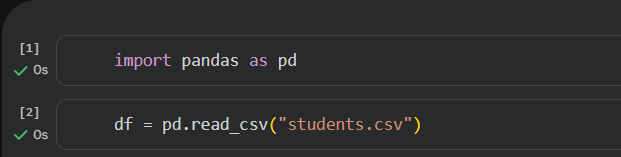 [1]
0s
import pandas as pd
[2]
0s
df = pd.read_csv("students.csv")